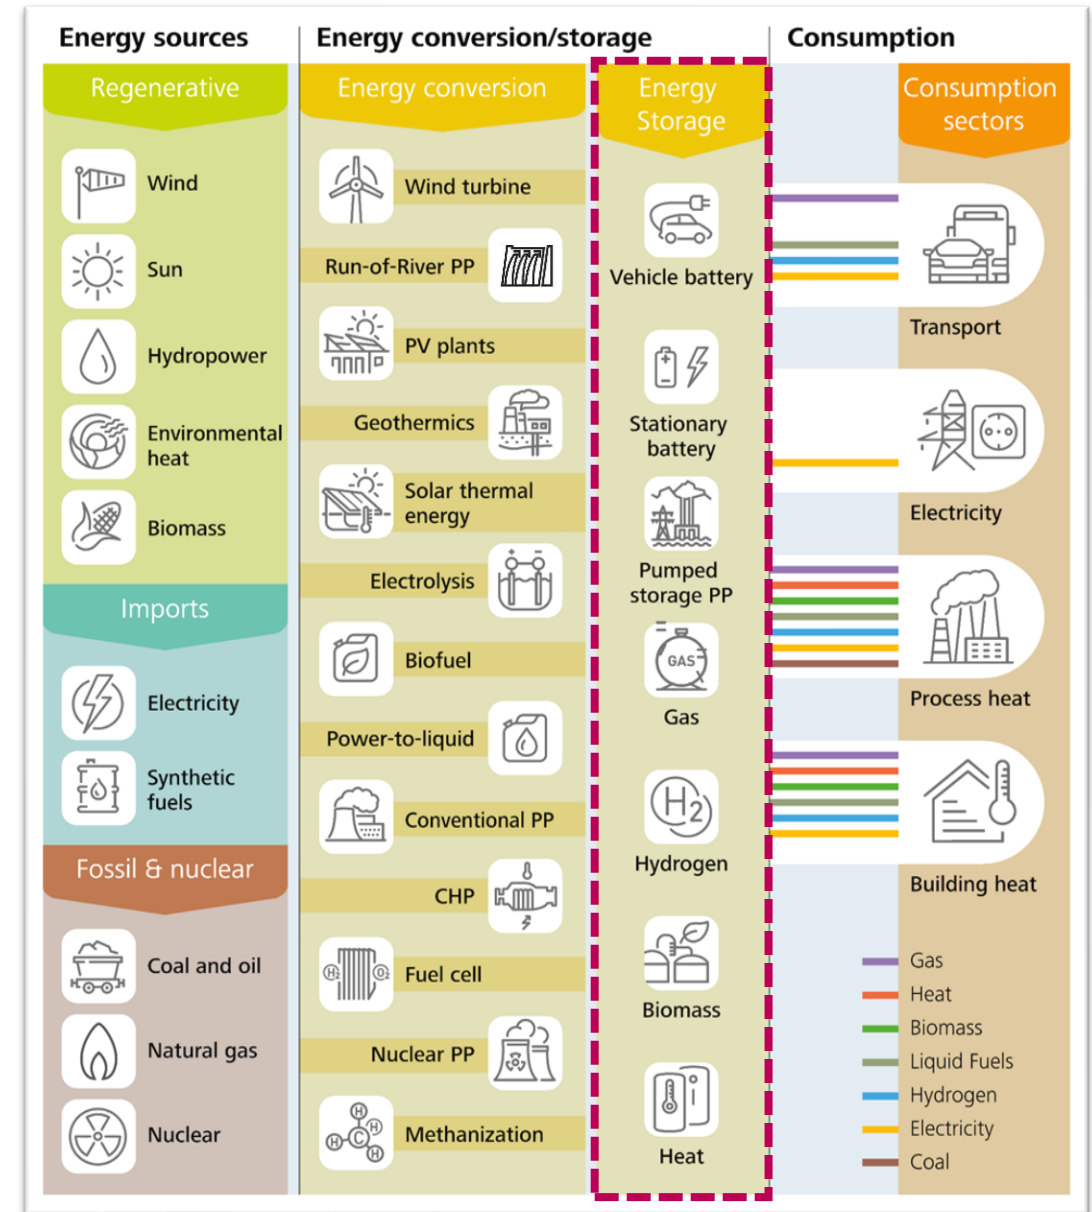 Energy sources
Energy conversion/storage
Consumption
Regenerative
Wind
Sun
Hydropower
Environmental
heat
Biomass
Imports
Electricity
Synthetic
fuels
Fossil & nuclear
Coal and oil
Natural gas
Nuclear
Energy conversion
Wind turbine
Run-of-River PP
PV plants
Geothermics
Solar thermal
energy
Electrolysis
+ −
Biofuel
Power-to-liquid
Conventional PP
CHP
H₂ O₂
Fuel cell
Nuclear PP
H
H
H C
H
Methanization
Energy
Storage
Vehicle battery
Stationary
battery
Pumped
storage PP
GAS
Gas
H₂
Hydrogen
Biomass
Heat
Consumption
sectors
Transport
Electricity
Process heat
Building heat
Gas
Heat
Biomass
Liquid Fuels
Hydrogen
Electricity
Coal